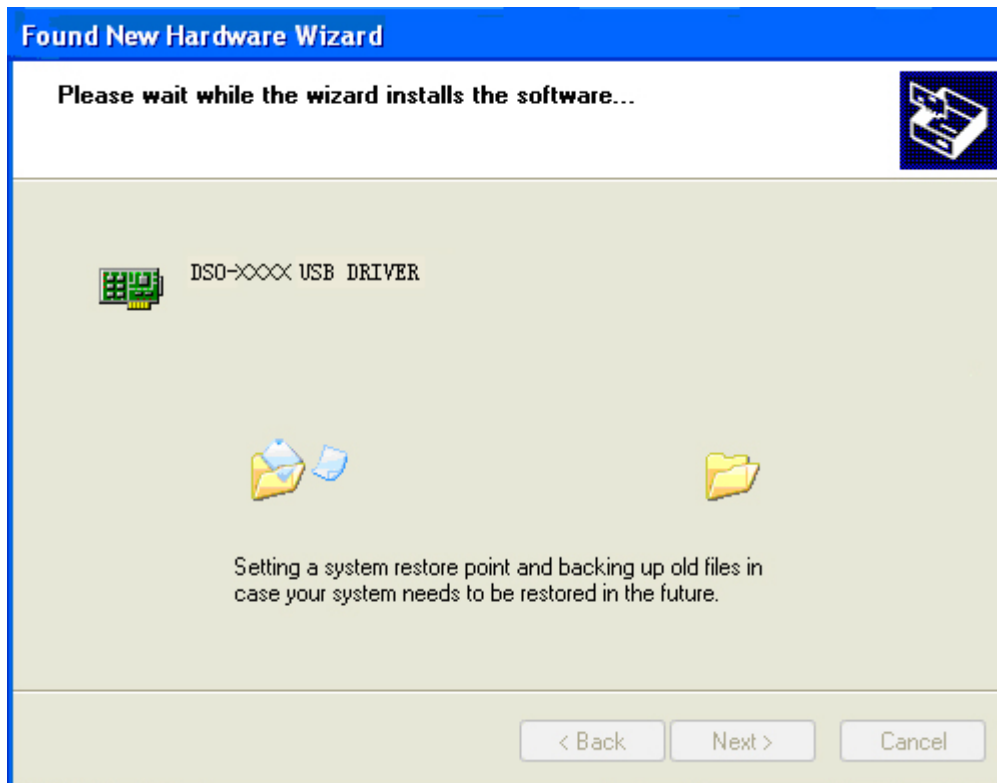 Found New Hardware Wizard
Please wait while the wizard installs the software...
DSO-XXXX USB DRIVER
Setting a system restore point and backing up old files in
case your system needs to be restored in the future.
< Back
Next >
Cancel